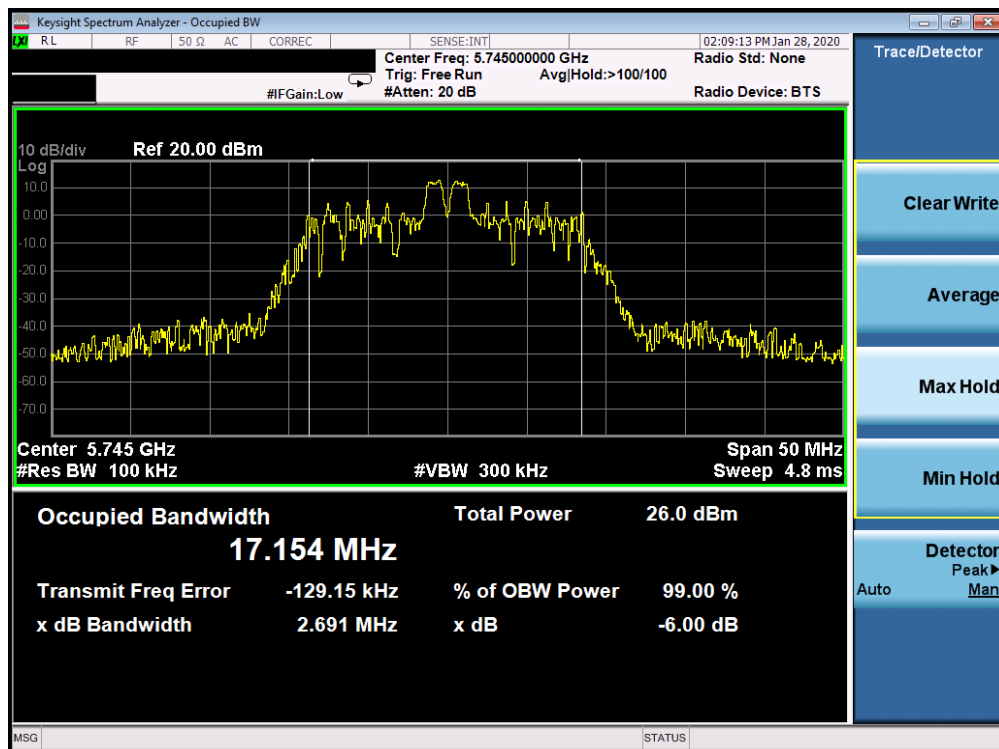 Keysight Spectrum Analyzer - Occupied BW
LXI RL RF 50 Ω AC CORREC SENSE:INT 02:09:13 PM Jan 28, 2020
Center Freq: 5.745000000 GHz Radio Std: None
Trig: Free Run Avg|Hold:>100/100
#IFGain:Low #Atten: 20 dB Radio Device: BTS
10 dB/div Ref 20.00 dBm
Log
10.0
0.00
-10.0
-20.0
-30.0
-40.0
-50.0
-60.0
-70.0
Center 5.745 GHz Span 50 MHz
#Res BW 100 kHz #VBW 300 kHz Sweep 4.8 ms
Occupied Bandwidth Total Power 26.0 dBm
17.154 MHz
Transmit Freq Error -129.15 kHz % of OBW Power 99.00 %
x dB Bandwidth 2.691 MHz x dB -6.00 dB
MSG STATUS
Trace/Detector
Clear Write
Average
Max Hold
Min Hold
Detector
Peak▶
Auto Man